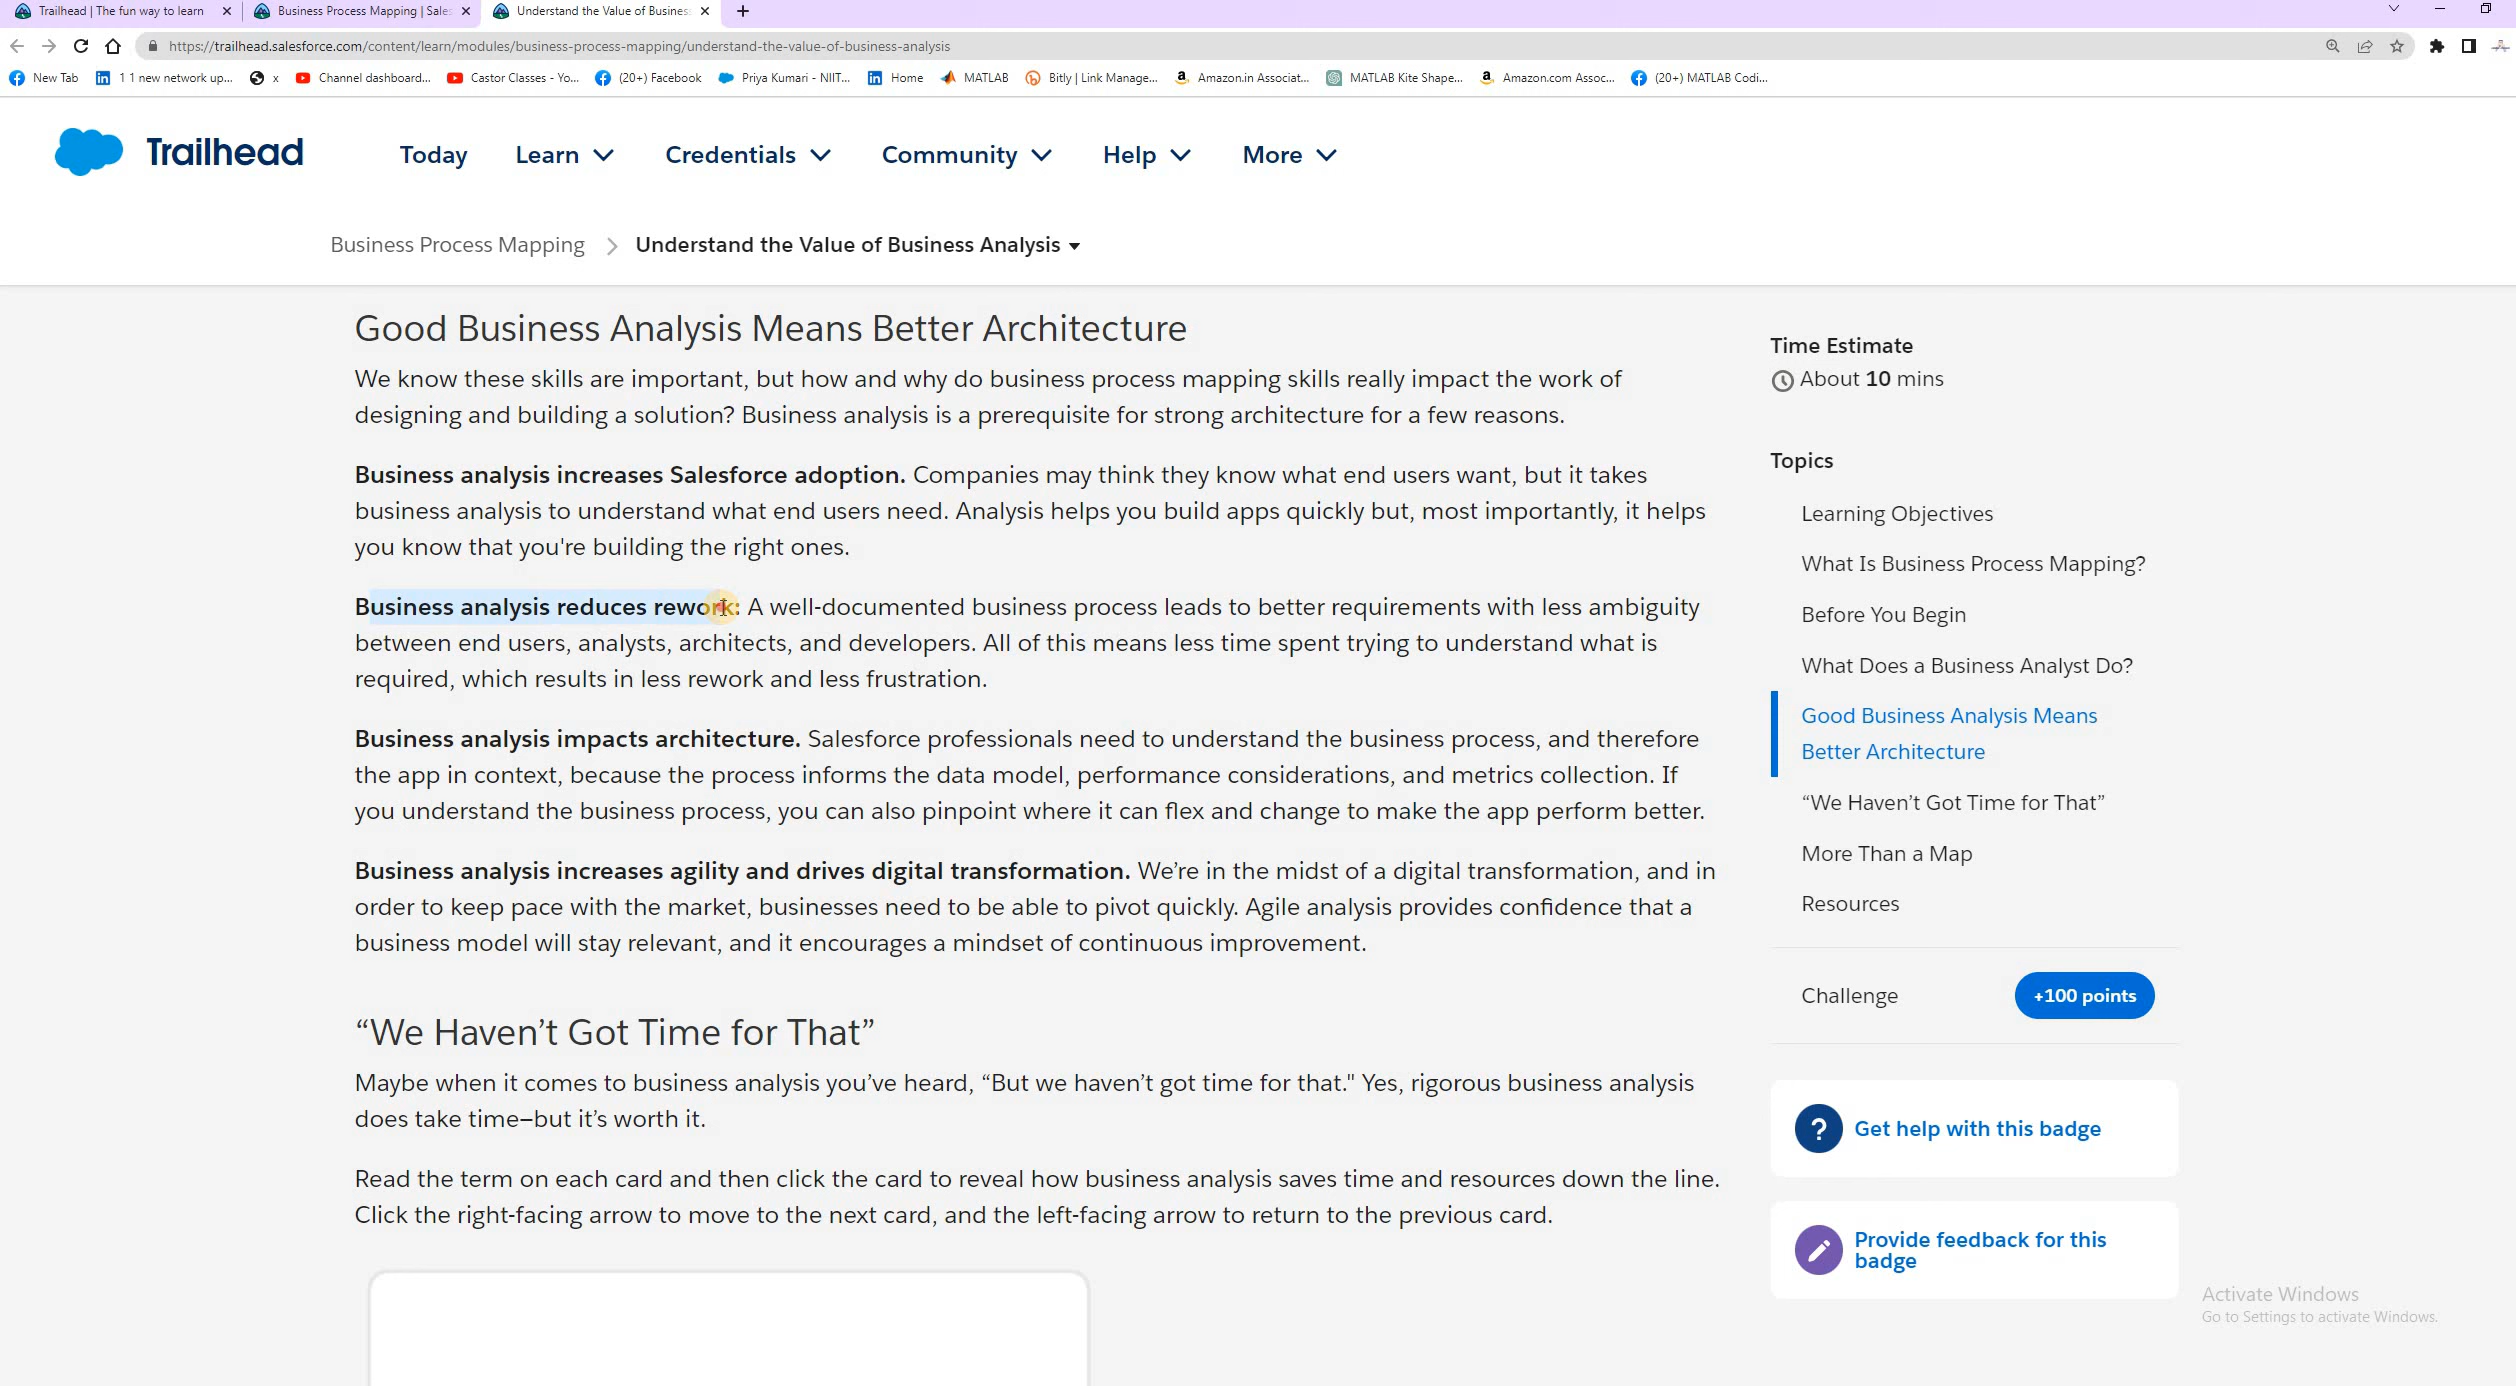 Trailhead | The fun way to learn
Business Process Mapping | Sales
Understand the Value of Business
https://trailhead.salesforce.com/content/learn/modules/business-process-mapping/understand-the-value-of-business-analysis
New Tab
1 1 new network up...
x
Channel dashboard...
Castor Classes - Yo...
(20+) Facebook
Priya Kumari - NIIT...
Home
MATLAB
Bitly | Link Manage...
Amazon.in Associat...
MATLAB Kite Shape...
Amazon.com Assoc...
(20+) MATLAB Codi...
Trailhead
Today
Learn
Credentials
Community
Help
More
Business Process Mapping
Understand the Value of Business Analysis
Good Business Analysis Means Better Architecture
We know these skills are important, but how and why do business process mapping skills really impact the work of
designing and building a solution? Business analysis is a prerequisite for strong architecture for a few reasons.
Business analysis increases Salesforce adoption. Companies may think they know what end users want, but it takes
business analysis to understand what end users need. Analysis helps you build apps quickly but, most importantly, it helps
you know that you're building the right ones.
Business analysis reduces rework: A well-documented business process leads to better requirements with less ambiguity
between end users, analysts, architects, and developers. All of this means less time spent trying to understand what is
required, which results in less rework and less frustration.
Business analysis impacts architecture. Salesforce professionals need to understand the business process, and therefore
the app in context, because the process informs the data model, performance considerations, and metrics collection. If
you understand the business process, you can also pinpoint where it can flex and change to make the app perform better.
Business analysis increases agility and drives digital transformation. We’re in the midst of a digital transformation, and in
order to keep pace with the market, businesses need to be able to pivot quickly. Agile analysis provides confidence that a
business model will stay relevant, and it encourages a mindset of continuous improvement.
“We Haven’t Got Time for That”
Maybe when it comes to business analysis you’ve heard, “But we haven’t got time for that." Yes, rigorous business analysis
does take time—but it’s worth it.
Read the term on each card and then click the card to reveal how business analysis saves time and resources down the line.
Click the right-facing arrow to move to the next card, and the left-facing arrow to return to the previous card.
Time Estimate
About 10 mins
Topics
Learning Objectives
What Is Business Process Mapping?
Before You Begin
What Does a Business Analyst Do?
Good Business Analysis Means
Better Architecture
“We Haven’t Got Time for That”
More Than a Map
Resources
Challenge
+100 points
Get help with this badge
Provide feedback for this
badge
Activate Windows
Go to Settings to activate Windows.